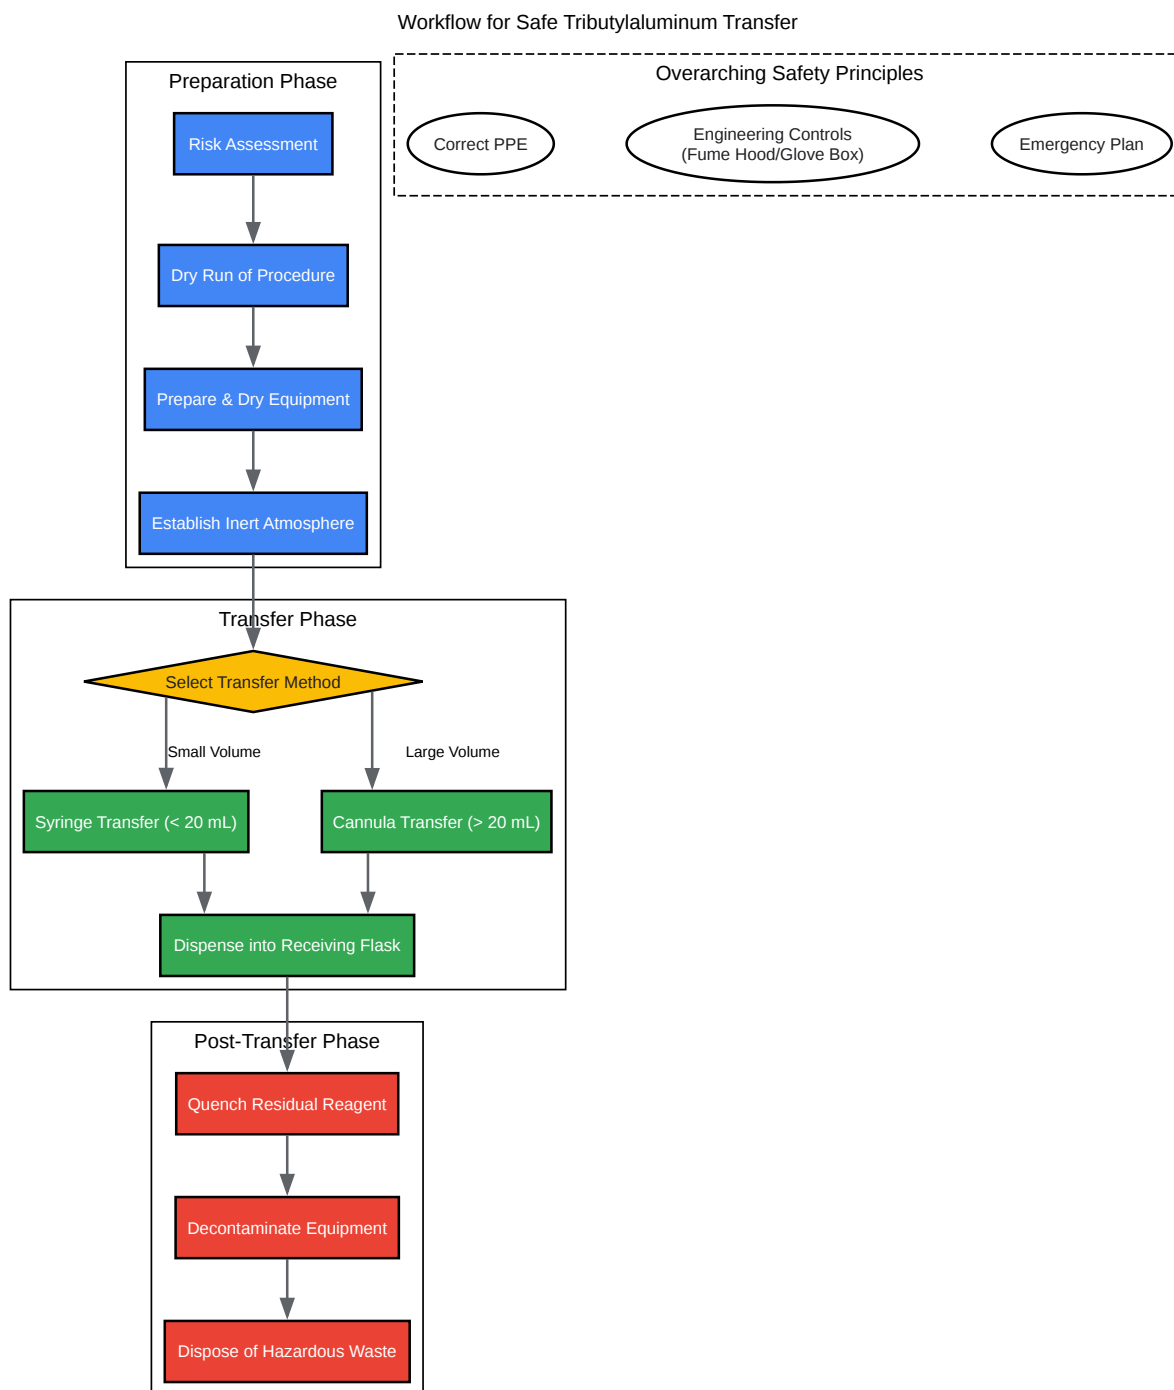 Workflow for Safe Tributylaluminum Transfer
Preparation Phase
Overarching Safety Principles
Risk Assessment
Correct PPE
Engineering Controls
(Fume Hood/Glove Box)
Emergency Plan
Dry Run of Procedure
Prepare & Dry Equipment
Establish Inert Atmosphere
Transfer Phase
Select Transfer Method
Small Volume
Large Volume
Syringe Transfer (< 20 mL)
Cannula Transfer (> 20 mL)
Dispense into Receiving Flask
Post-Transfer Phase
Quench Residual Reagent
Decontaminate Equipment
Dispose of Hazardous Waste